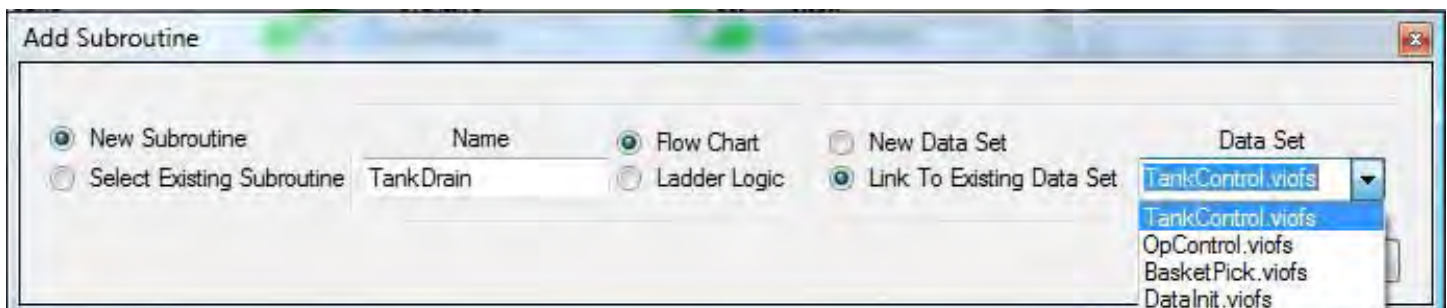 Add Subroutine
New Subroutine Name Flow Chart New Data Set Data Set
Select Existing Subroutine TankDrain Ladder Logic Link To Existing Data Set TankControl.viofs
TankControl.viofs
OpControl.viofs
BasketPick.viofs
DataInit.viofs